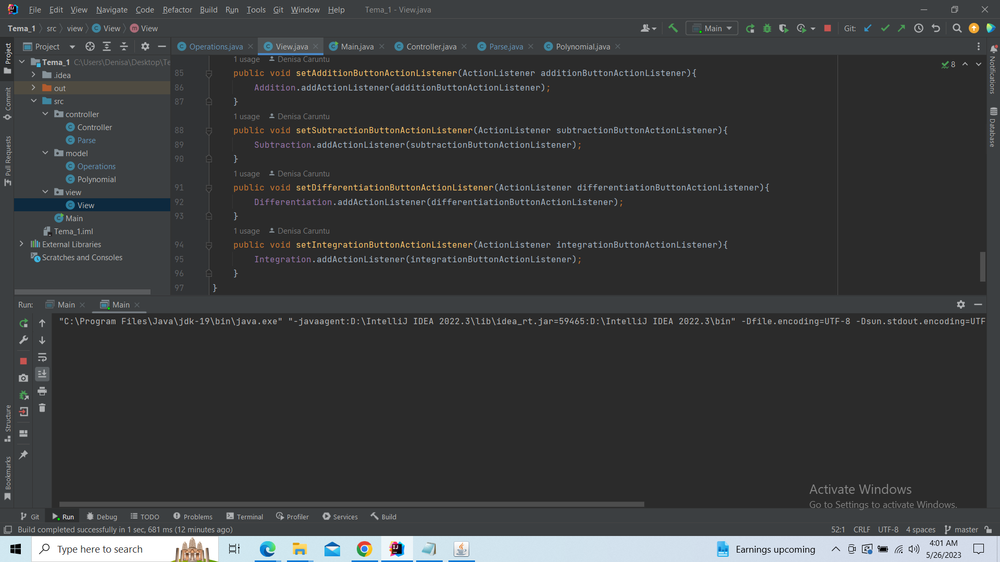 File Edit View Navigate Code Refactor Build Run Tools Git Window Help Tema_1 - View.java
Tema_1 src view View View Main Git:
Project Operations.java View.java Main.java Controller.java Parse.java Polynomial.java
Tema_1 C:\Users\Denisa\Desktop\Te
.idea
out
src
controller
Controller
Parse
model
Operations
Polynomial
view
View
Main
Tema_1.iml
External Libraries
Scratches and Consoles
Project
Commit
Pull Requests
Structure
Bookmarks
Notifications
Database
8
1 usage Denisa Caruntu
85 public void setAdditionButtonActionListener(ActionListener additionButtonActionListener){
86 Addition.addActionListener(additionButtonActionListener);
87 }
1 usage Denisa Caruntu
88 public void setSubtractionButtonActionListener(ActionListener subtractionButtonActionListener){
89 Subtraction.addActionListener(subtractionButtonActionListener);
90 }
1 usage Denisa Caruntu
91 public void setDifferentiationButtonActionListener(ActionListener differentiationButtonActionListener){
92 Differentiation.addActionListener(differentiationButtonActionListener);
93 }
1 usage Denisa Caruntu
94 public void setIntegrationButtonActionListener(ActionListener integrationButtonActionListener){
95 Integration.addActionListener(integrationButtonActionListener);
96 }
97 }
Run: Main Main
"C:\Program Files\Java\jdk-19\bin\java.exe" "-javaagent:D:\IntelliJ IDEA 2022.3\lib\idea_rt.jar=59465:D:\IntelliJ IDEA 2022.3\bin" -Dfile.encoding=UTF-8 -Dsun.stdout.encoding=UTF
Activate Windows
Go to Settings to activate Windows.
Git Run Debug TODO Problems Terminal Profiler Services Build
Build completed successfully in 1 sec, 681 ms (12 minutes ago) 52:1 CRLF UTF-8 4 spaces master
Type here to search Earnings upcoming 4:01 AM
5/26/2023